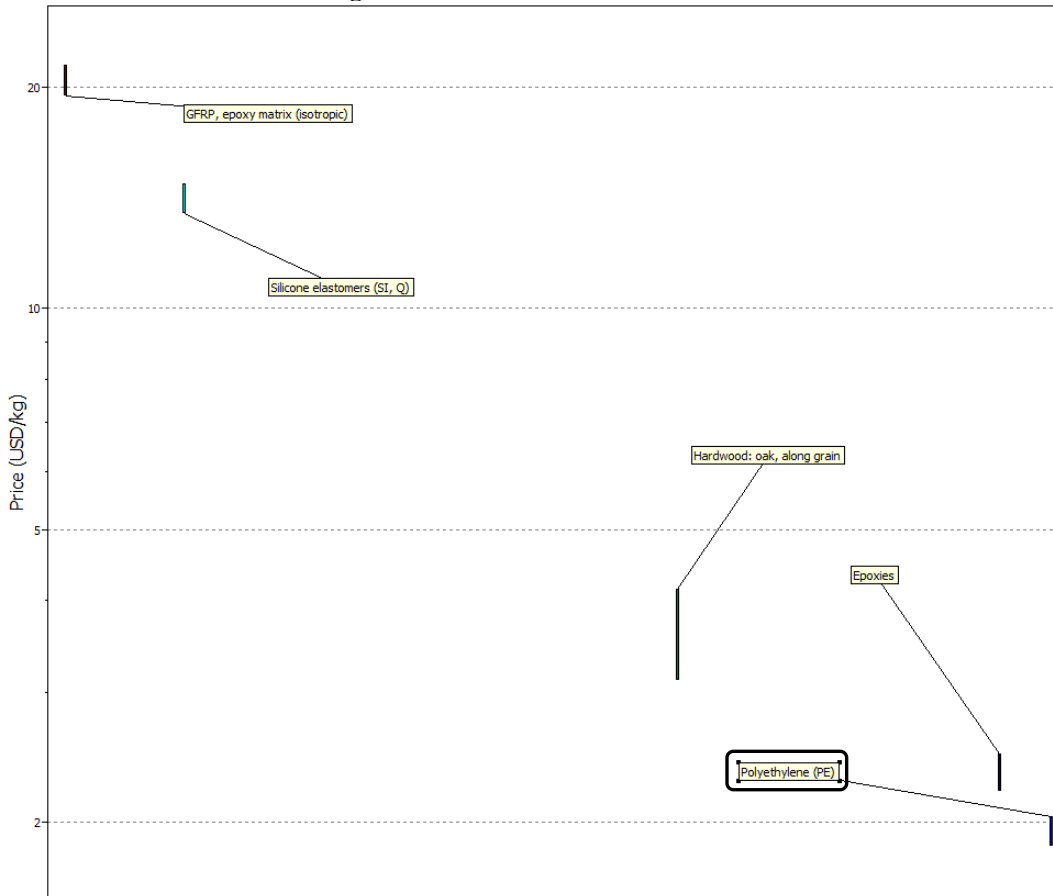 20
GFRP, epoxy matrix (isotropic)
Silicone elastomers (SI, Q)
10
Price (USD/kg)
Hardwood: oak, along grain
5
Epoxies
Polyethylene (PE)
2